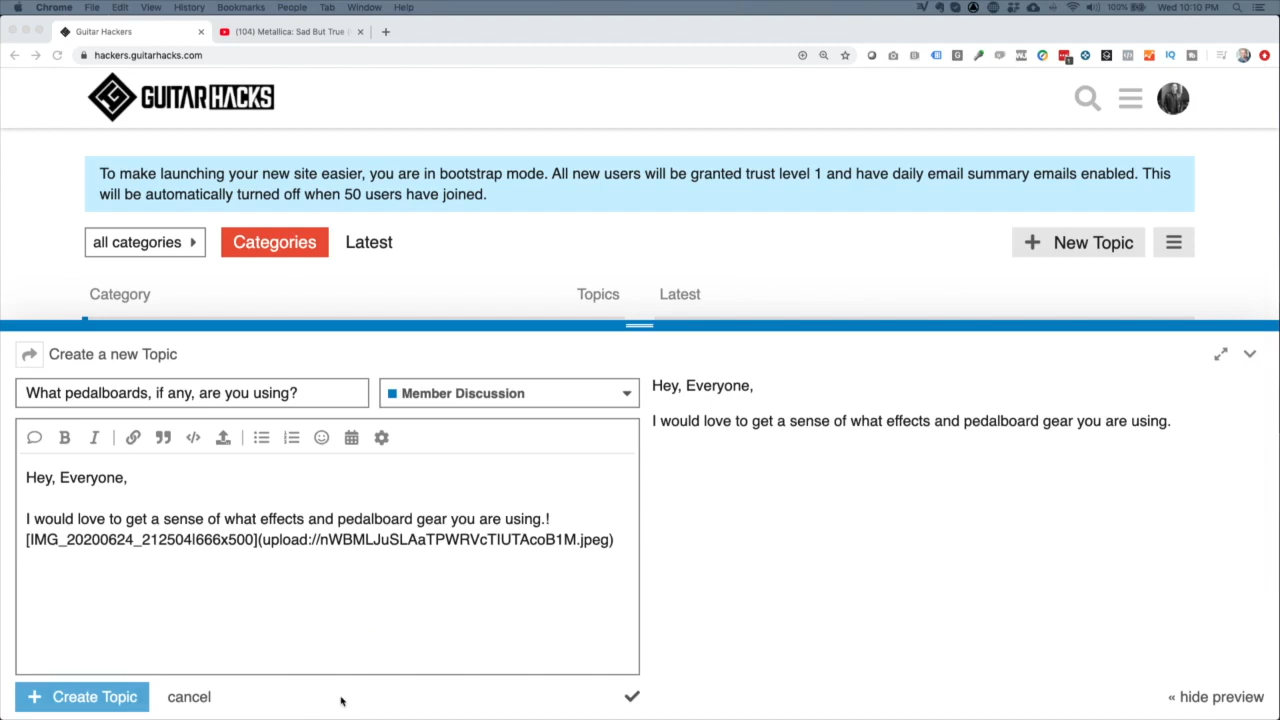 Chrome File Edit View History Bookmarks People Tab Window Help 100% Wed 10:10 PM
Guitar Hackers (104) Metallica: Sad But True
hackers.guitarhacks.com
GUITARHACKS
To make launching your new site easier, you are in bootstrap mode. All new users will be granted trust level 1 and have daily email summary emails enabled. This
will be automatically turned off when 50 users have joined.
all categories Categories Latest + New Topic
Category Topics Latest
Create a new Topic
What pedalboards, if any, are you using? Member Discussion
Hey, Everyone,
I would love to get a sense of what effects and pedalboard gear you are using.
B I
Hey, Everyone,
I would love to get a sense of what effects and pedalboard gear you are using.!
[IMG_20200624_212504|666x500](upload://nWBMLJuSLAaTPWRVcTIUTAcoB1M.jpeg)
+ Create Topic cancel « hide preview